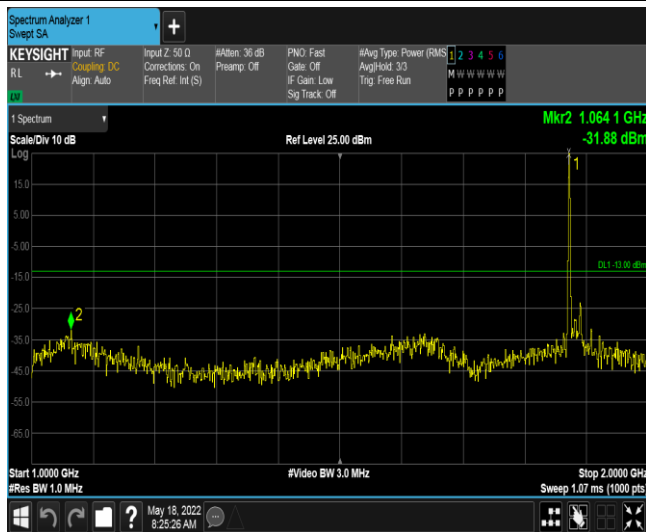 Spectrum Analyzer 1
Swept SA
+
KEYSIGHT
RL
Input: RF
Coupling: DC
Align: Auto
Input Z: 50 Ω
Corrections: On
Freq Ref: Int (S)
#Atten: 36 dB
Preamp: Off
PNO: Fast
Gate: Off
IF Gain: Low
Sig Track: Off
#Avg Type: Power (RMS
Avg|Hold: 3/3
Trig: Free Run
1 2 3 4 5 6
M W W W W W
P P P P P P
1 Spectrum
Mkr2 1.064 1 GHz
-31.88 dBm
Scale/Div 10 dB
Ref Level 25.00 dBm
Log
15.0
5.00
-5.00
-15.0
-25.0
-35.0
-45.0
-55.0
-65.0
1
2
DL1 -13.00 dBm
Start 1.0000 GHz
#Video BW 3.0 MHz
Stop 2.0000 GHz
#Res BW 1.0 MHz
Sweep 1.07 ms (1000 pts)
?
May 18, 2022
8:25:26 AM